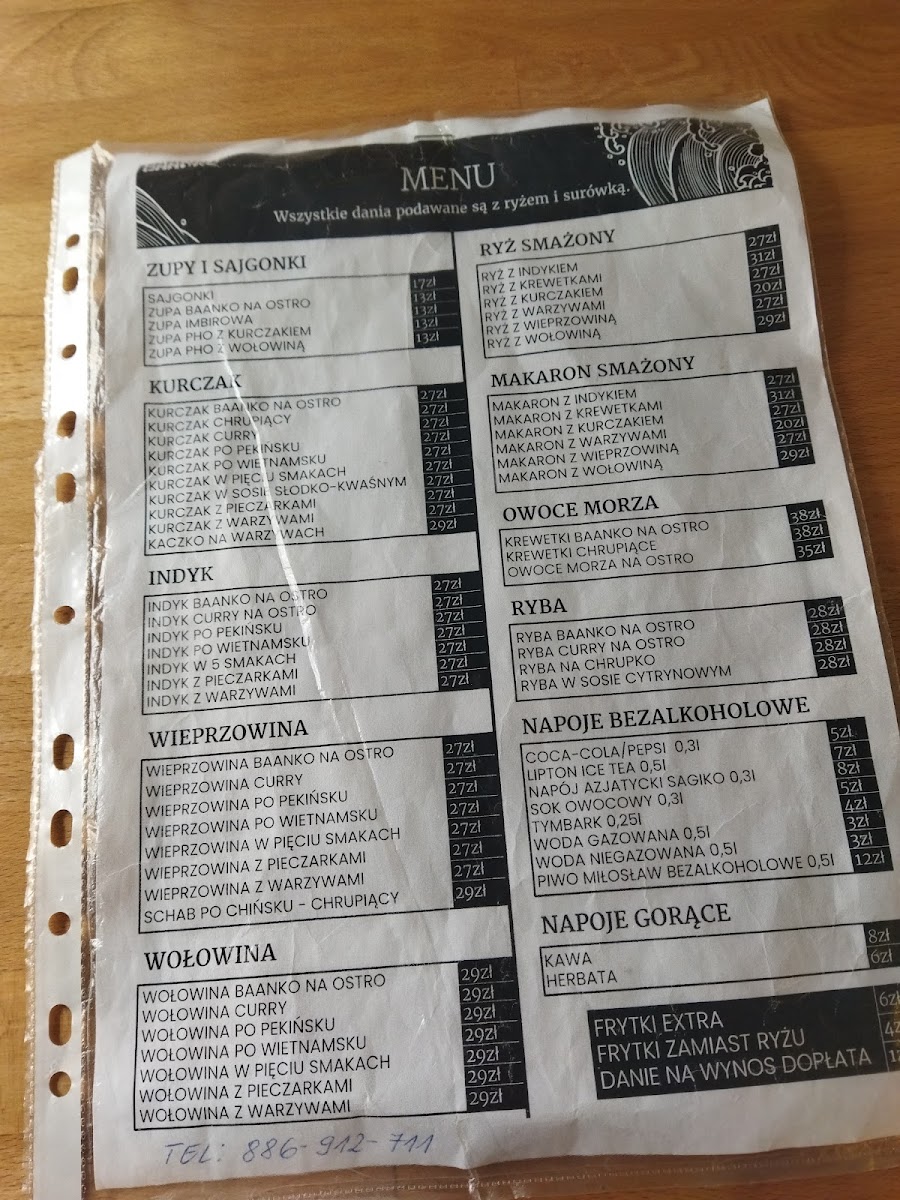 MENU
Wszystkie dania podawane są z ryżem i surówką.
ZUPY I SAJGONKI
SAJGONKI 17zł
ZUPA BAANKO NA OSTRO 13zł
ZUPA IMBIROWA 13zł
ZUPA PHO Z KURCZAKIEM 13zł
ZUPA PHO Z WOŁOWINĄ 13zł
KURCZAK
KURCZAK BAANKO NA OSTRO 27zł
KURCZAK CHRUPIĄCY 27zł
KURCZAK CURRY 27zł
KURCZAK PO PEKIŃSKU 27zł
KURCZAK PO WIETNAMSKU 27zł
KURCZAK W PIĘCIU SMAKACH 27zł
KURCZAK W SOSIE SŁODKO-KWAŚNYM 27zł
KURCZAK Z PIECZARKAMI 27zł
KURCZAK Z WARZYWAMI 27zł
KACZKO NA WARZYWACH 29zł
INDYK
INDYK BAANKO NA OSTRO 27zł
INDYK CURRY NA OSTRO 27zł
INDYK PO PEKIŃSKU 27zł
INDYK PO WIETNAMSKU 27zł
INDYK W 5 SMAKACH 27zł
INDYK Z PIECZARKAMI 27zł
INDYK Z WARZYWAMI 27zł
WIEPRZOWINA
WIEPRZOWINA BAANKO NA OSTRO 27zł
WIEPRZOWINA CURRY 27zł
WIEPRZOWINA PO PEKIŃSKU 27zł
WIEPRZOWINA PO WIETNAMSKU 27zł
WIEPRZOWINA W PIĘCIU SMAKACH 27zł
WIEPRZOWINA Z PIECZARKAMI 27zł
WIEPRZOWINA Z WARZYWAMI 27zł
SCHAB PO CHIŃSKU - CHRUPIĄCY 29zł
WOŁOWINA
WOŁOWINA BAANKO NA OSTRO 29zł
WOŁOWINA CURRY 29zł
WOŁOWINA PO PEKIŃSKU 29zł
WOŁOWINA PO WIETNAMSKU 29zł
WOŁOWINA W PIĘCIU SMAKACH 29zł
WOŁOWINA Z PIECZARKAMI 29zł
WOŁOWINA Z WARZYWAMI 29zł
TEL: 886-912-711
RYŻ SMAŻONY
RYŻ Z INDYKIEM 27zł
RYŻ Z KREWETKAMI 31zł
RYŻ Z KURCZAKIEM 27zł
RYŻ Z WARZYWAMI 20zł
RYŻ Z WIEPRZOWINĄ 27zł
RYŻ Z WOŁOWINĄ 29zł
MAKARON SMAŻONY
MAKARON Z INDYKIEM 27zł
MAKARON Z KREWETKAMI 31zł
MAKARON Z KURCZAKIEM 27zł
MAKARON Z WARZYWAMI 20zł
MAKARON Z WIEPRZOWINĄ 27zł
MAKARON Z WOŁOWINĄ 29zł
OWOCE MORZA
KREWETKI BAANKO NA OSTRO 38zł
KREWETKI CHRUPIĄCE 38zł
OWOCE MORZA NA OSTRO 35zł
RYBA
RYBA BAANKO NA OSTRO 28zł
RYBA CURRY NA OSTRO 28zł
RYBA NA CHRUPKO 28zł
RYBA W SOSIE CYTRYNOWYM 28zł
NAPOJE BEZALKOHOLOWE
COCA-COLA/PEPSI 0,3l 5zł
LIPTON ICE TEA 0,5l 7zł
NAPÓJ AZJATYCKI SAGIKO 0,3l 8zł
SOK OWOCOWY 0,3l 5zł
TYMBARK 0,25l 4zł
WODA GAZOWANA 0,5l 3zł
WODA NIEGAZOWANA 0,5l 3zł
PIWO MIŁOSŁAW BEZALKOHOLOWE 0,5l 12zł
NAPOJE GORĄCE
KAWA 8zł
HERBATA 6zł
FRYTKI EXTRA 6z
FRYTKI ZAMIAST RYŻU 4z
DANIE NA WYNOS DOPŁATA 1z